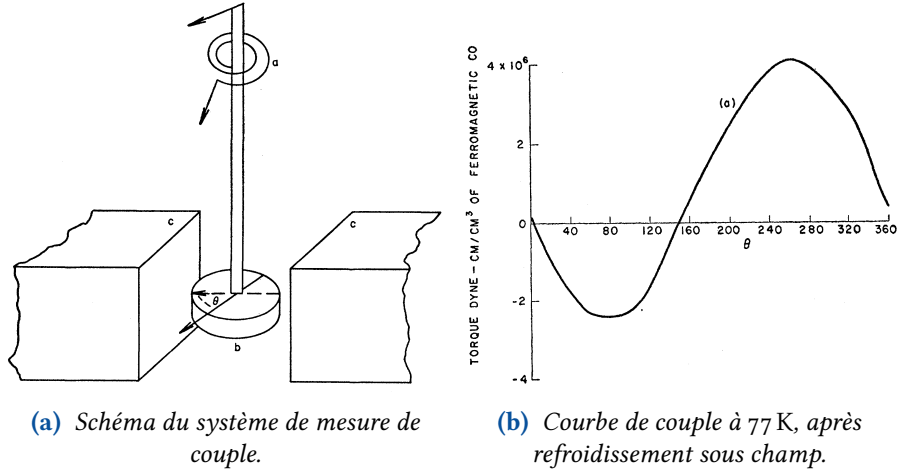 a
c
c
θ
b
TORQUE DYNE-CM/CM³ OF FERROMAGNETIC CO
4 x 10⁶
2
0
-2
-4
(a)
40 80 120 160 200 240 280 320 360
θ
(a) Schéma du système de mesure de
couple.
(b) Courbe de couple à 77 K, après
refroidissement sous champ.